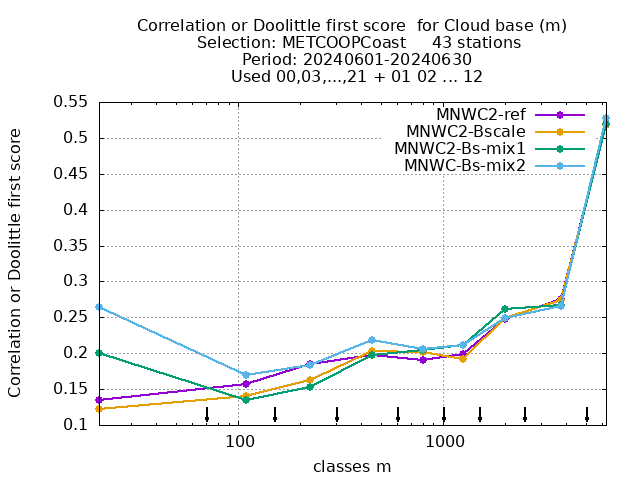 Correlation or Doolittle first score  for Cloud base (m)
Selection: METCOOPCoast     43 stations
Period: 20240601-20240630
Used 00,03,...,21 + 01 02 ... 12
MNWC2-ref
MNWC2-Bscale
MNWC2-Bs-mix1
MNWC-Bs-mix2
Correlation or Doolittle first score
0.55
0.5
0.45
0.4
0.35
0.3
0.25
0.2
0.15
0.1
100
1000
classes m